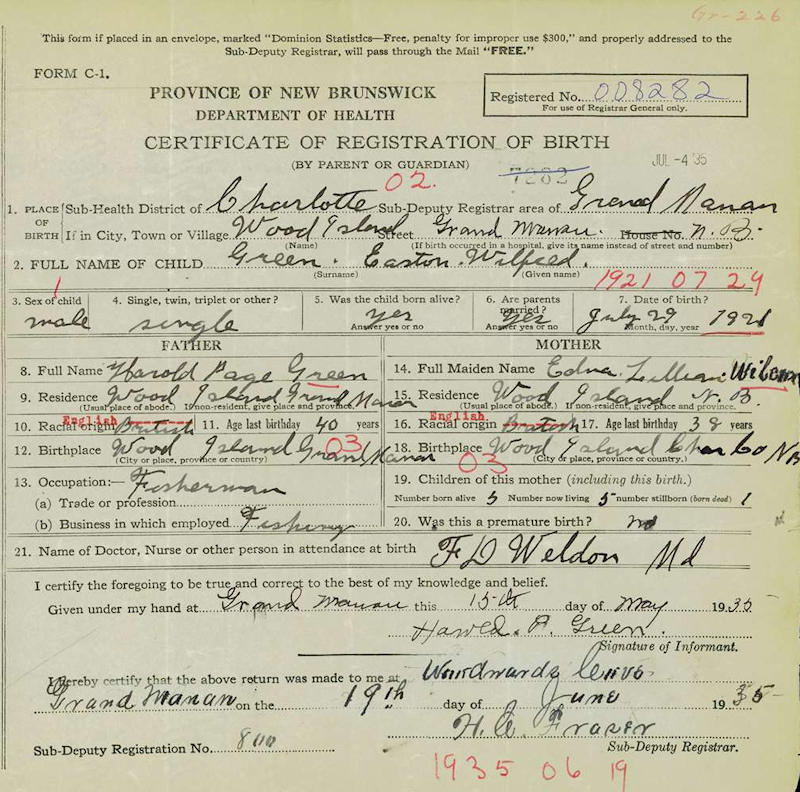 Gr-226
This form if placed in an envelope, marked "Dominion Statistics—Free, penalty for improper use $300," and properly addressed to the
Sub-Deputy Registrar, will pass through the Mail "FREE."
FORM C-1.
PROVINCE OF NEW BRUNSWICK
DEPARTMENT OF HEALTH
Registered No. 008282
For use of Registrar General only.
CERTIFICATE OF REGISTRATION OF BIRTH
(BY PARENT OR GUARDIAN)
7282
JUL -4 '35
02.
1. PLACE OF BIRTH Sub-Health District of Charlotte Sub-Deputy Registrar area of Grand Manan
If in City, Town or Village Wood Island Street Grand Manan. House No. N. B.
(Name) (If birth occurred in a hospital, give its name instead of street and number)
2. FULL NAME OF CHILD Green. Easton Wilfred.
(Surname) (Given name)
1 1921 07 29
3. Sex of child 4. Single, twin, triplet or other? 5. Was the child born alive? 6. Are parents married? 7. Date of birth?
male single yes Yes July 29 1921
Answer yes or no Answer yes or no Month, day, year
FATHER MOTHER
8. Full Name Harold Page Green 14. Full Maiden Name Edna Lillian Wilcox
9. Residence Wood Island Grand Manan 15. Residence Wood Island N. B.
(Usual place of abode.) If non-resident, give place and province. (Usual place of abode.) If non-resident, give place and province.
10. Racial origin English British 11. Age last birthday 40 years 16. Racial origin English British 17. Age last birthday 38 years
12. Birthplace Wood Island Grand Manan 03 18. Birthplace Wood Island Char Co NB 03
(City or place, province or country) (City or place, province or country.)
13. Occupation:— Fisherman
(a) Trade or profession
(b) Business in which employed Fishing
19. Children of this mother (including this birth.)
Number born alive 5 Number now living 5 number stillborn (born dead) 1
20. Was this a premature birth? no
21. Name of Doctor, Nurse or other person in attendance at birth F D Weldon Md
I certify the foregoing to be true and correct to the best of my knowledge and belief.
Given under my hand at Grand Manan this 15th day of May 1935
Harold. P. Green.
Signature of Informant.
I hereby certify that the above return was made to me at Woodwards Cove
Grand Manan on the 19th day of June 1935
H. E. Frazer
Sub-Deputy Registration No. 800 Sub-Deputy Registrar.
1935 06 19